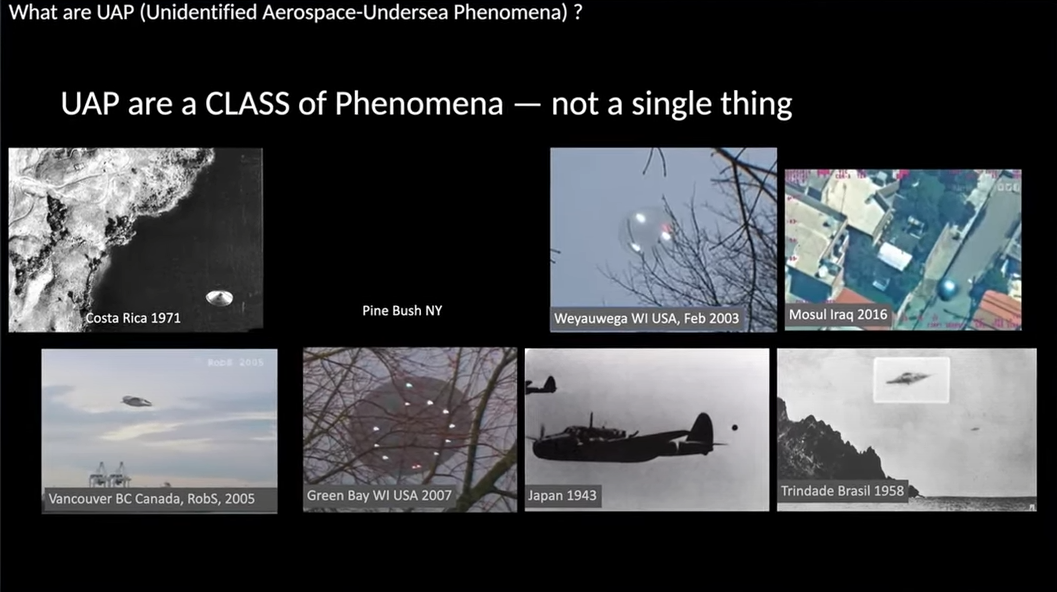 What are UAP (Unidentified Aerospace-Undersea Phenomena) ?
UAP are a CLASS of Phenomena — not a single thing
Costa Rica 1971
Pine Bush NY
Weyauwega WI USA, Feb 2003
Mosul Iraq 2016
RobS 2005
Vancouver BC Canada, RobS, 2005
Green Bay WI USA 2007
Japan 1943
Trindade Brasil 1958